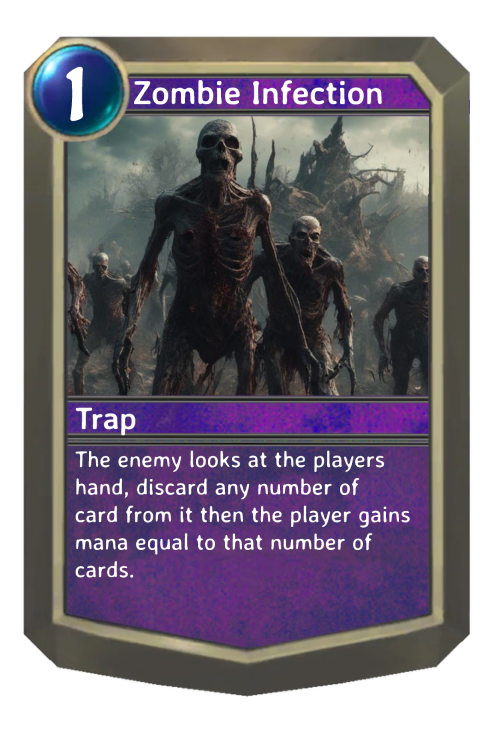 1
Zombie Infection
Trap
The enemy looks at the players
hand, discard any number of
card from it then the player gains
mana equal to that number of
cards.